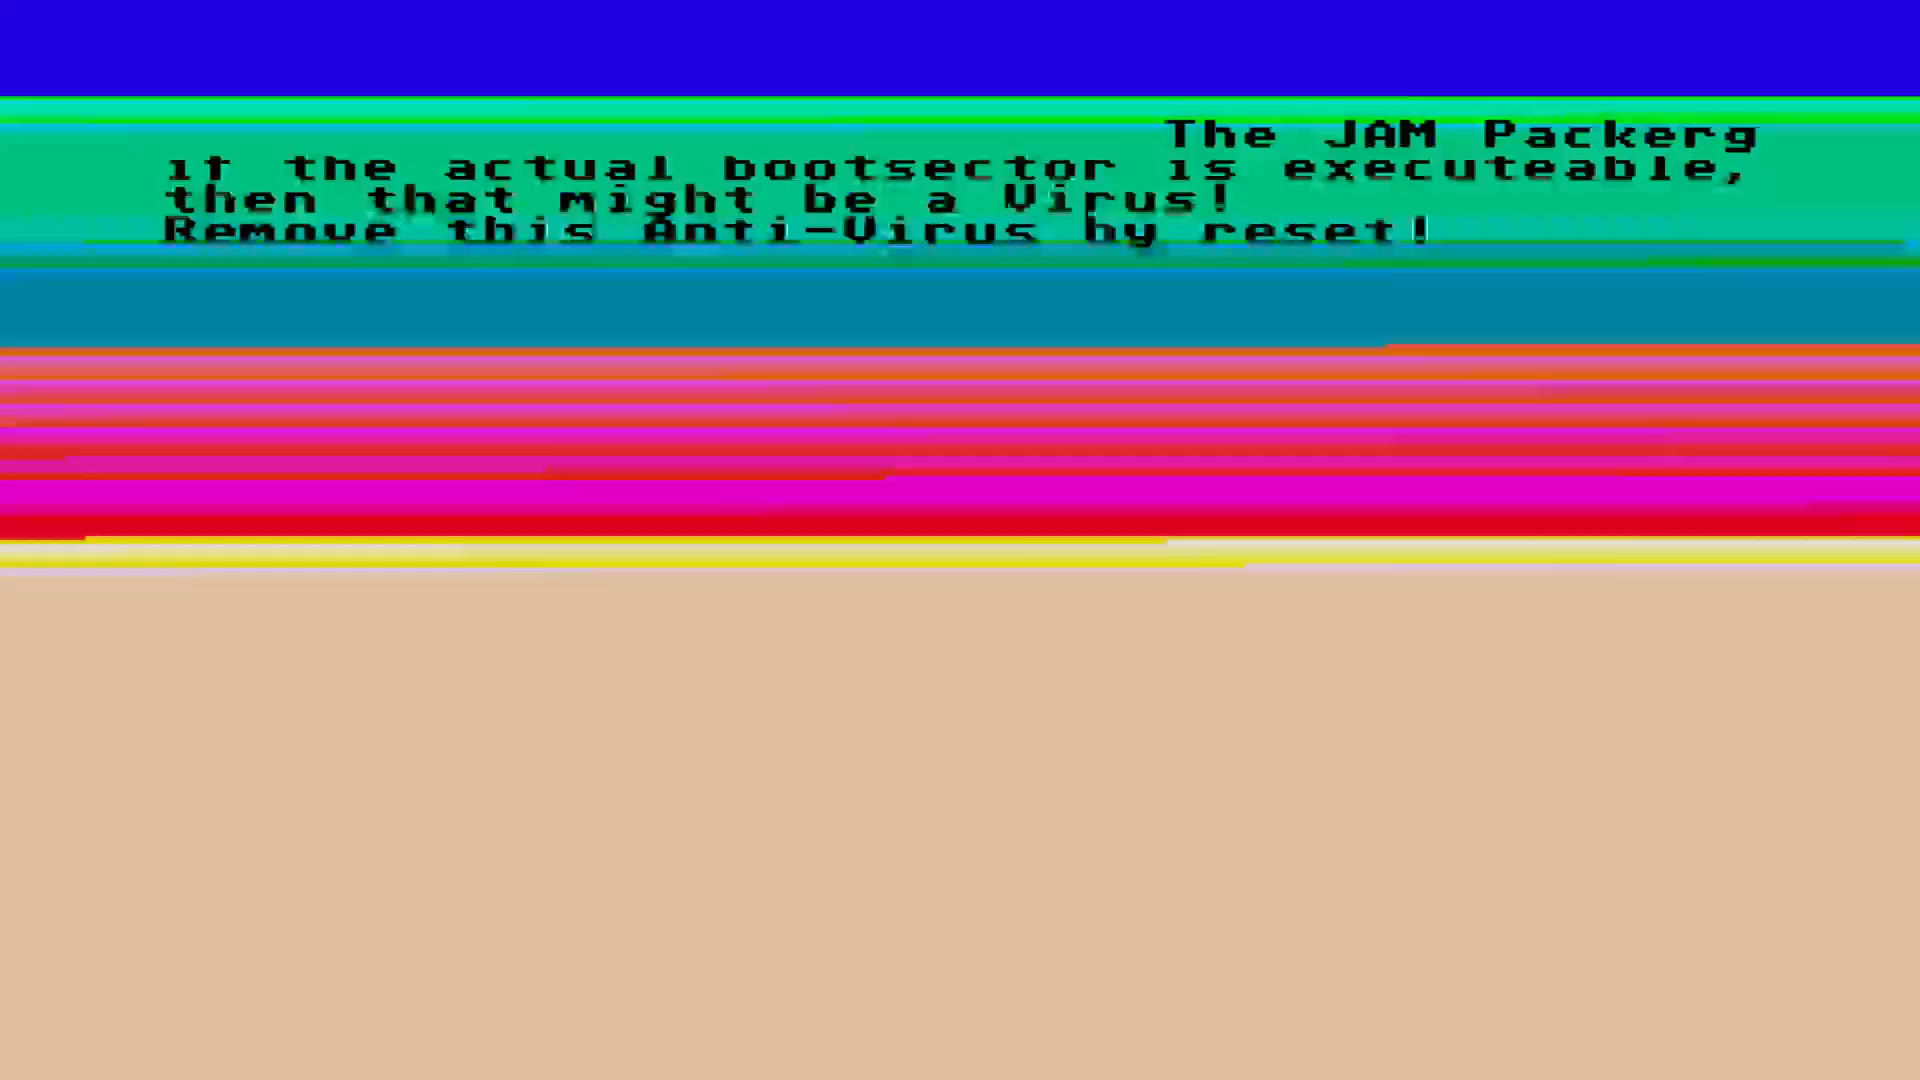 The JAM Packerg
if the actual bootsector is executeable,
then that might be a Virus!
Remove this Anti-Virus by reset!